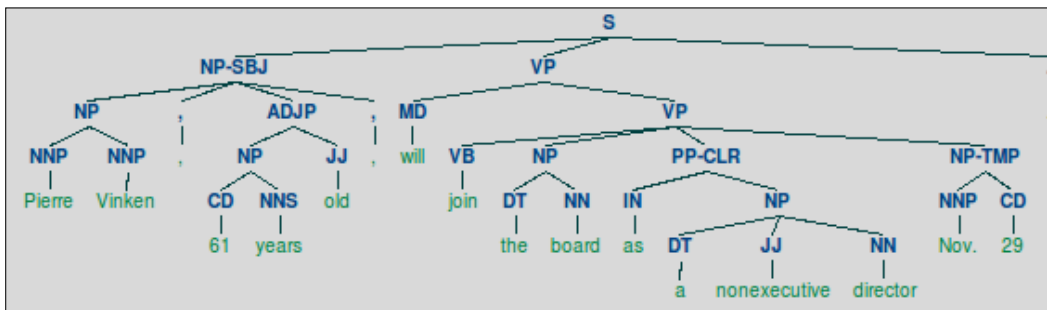 S
NP-SBJ VP
NP , ADJP , MD VP
NNP NNP , NP JJ , will VB NP PP-CLR NP-TMP
Pierre Vinken CD NNS old join DT NN IN NP NNP CD
61 years the board as DT JJ NN Nov. 29
a nonexecutive director